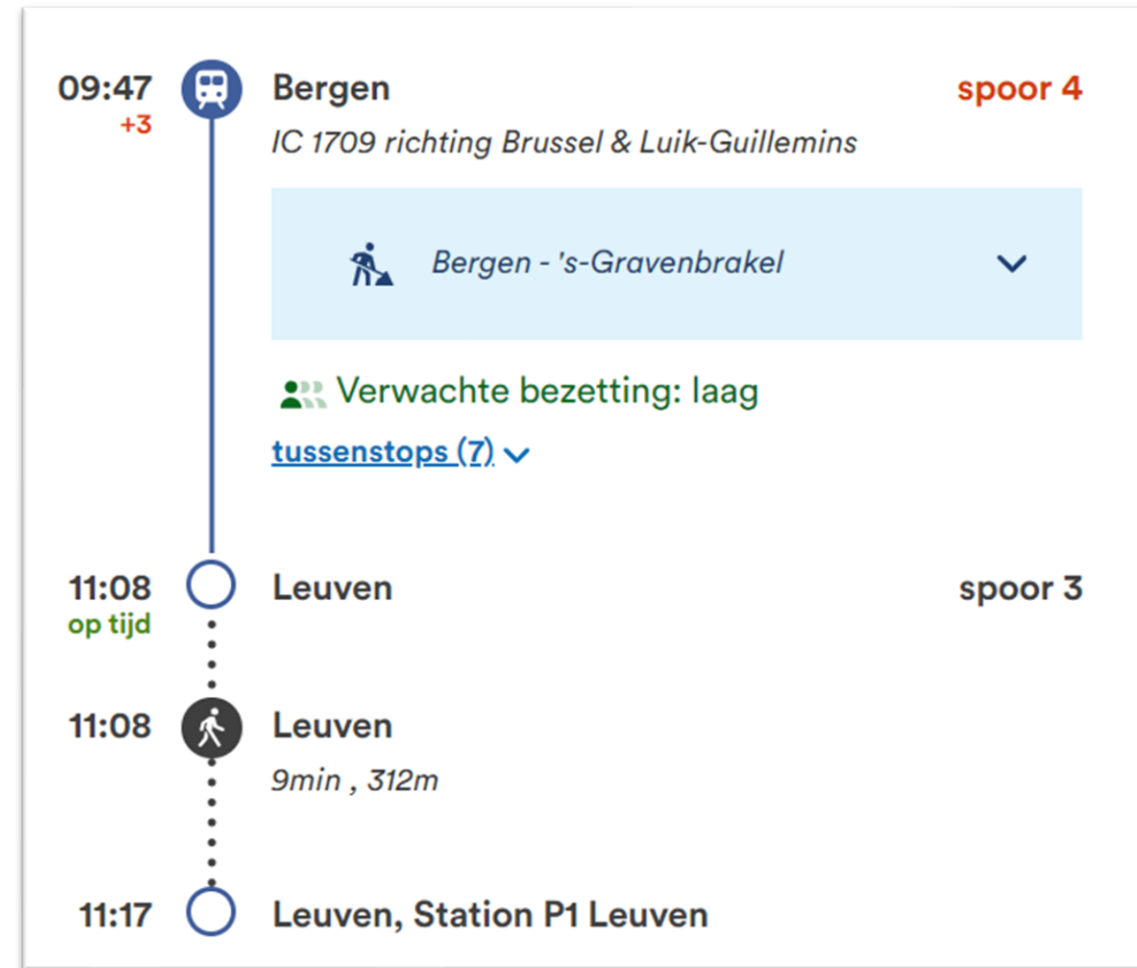 09:47 Bergen spoor 4
+3
IC 1709 richting Brussel & Luik-Guillemins
Bergen - 's-Gravenbrakel
Verwachte bezetting: laag
tussenstops (7)
11:08 Leuven spoor 3
op tijd
11:08 Leuven
9min , 312m
11:17 Leuven, Station P1 Leuven